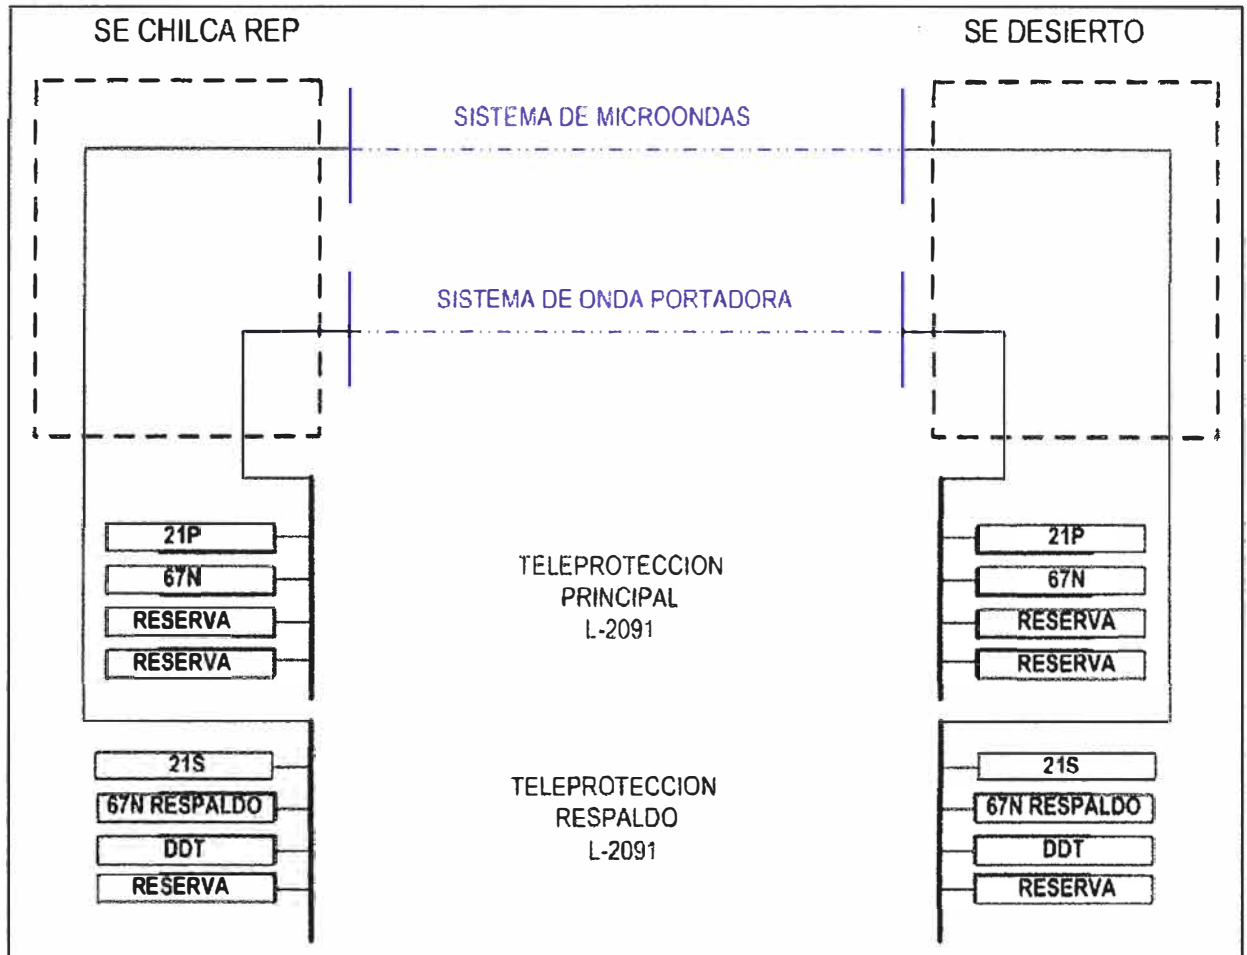 SE CHILCA REP
SE DESIERTO
SISTEMA DE MICROONDAS
SISTEMA DE ONDA PORTADORA
21P
67N
RESERVA
RESERVA
TELEPROTECCION
PRINCIPAL
L-2091
21P
67N
RESERVA
RESERVA
21S
67N RESPALDO
DDT
RESERVA
TELEPROTECCION
RESPALDO
L-2091
21S
67N RESPALDO
DDT
RESERVA